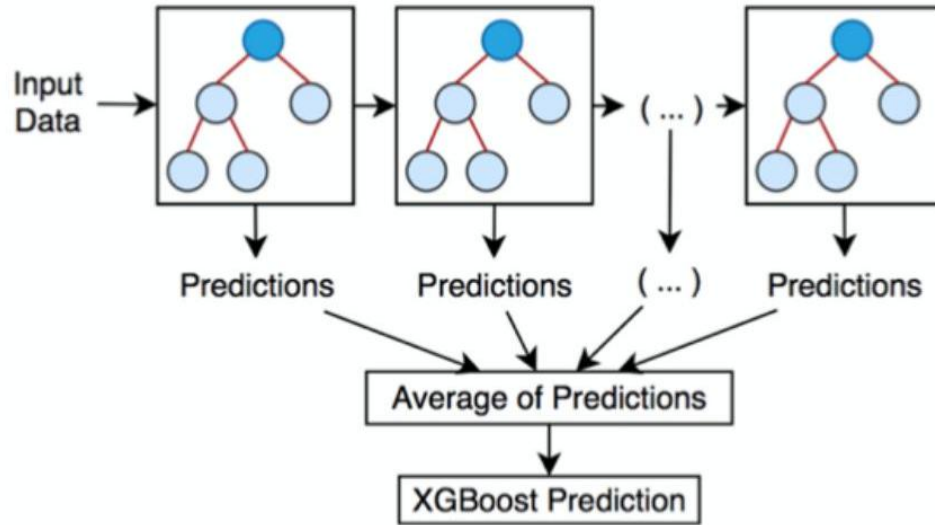 Input
Data
( ... )
Predictions
Predictions
( ... )
Predictions
Average of Predictions
XGBoost Prediction